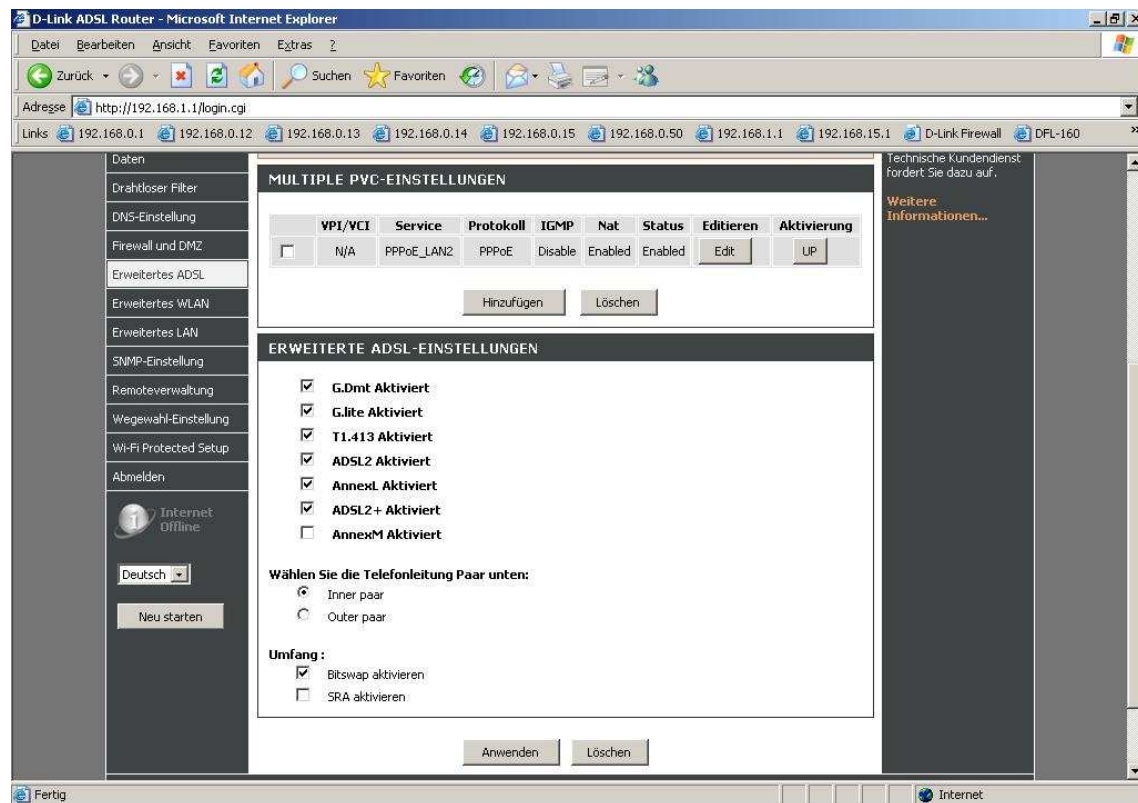 D-Link ADSL Router - Microsoft Internet Explorer
Datei Bearbeiten Ansicht Favoriten Extras ?
Zurück Suchen Favoriten
Adresse http://192.168.1.1/login.cgi
Links 192.168.0.1 192.168.0.12 192.168.0.13 192.168.0.14 192.168.0.15 192.168.0.50 192.168.1.1 192.168.15.1 D-Link Firewall DFL-160 »
Daten
Drahtloser Filter
DNS-Einstellung
Firewall und DMZ
Erweitertes ADSL
Erweitertes WLAN
Erweitertes LAN
SNMP-Einstellung
Remoteverwaltung
Wegewahl-Einstellung
Wi-Fi Protected Setup
Abmelden
Internet
Offline
Deutsch
Neu starten
MULTIPLE PVC-EINSTELLUNGEN
VPI/VCI Service Protokoll IGMP Nat Status Editieren Aktivierung
N/A PPPoE_LAN2 PPPoE Disable Enabled Enabled Edit UP
Hinzufügen Löschen
ERWEITERTE ADSL-EINSTELLUNGEN
G.Dmt Aktiviert
G.lite Aktiviert
T1.413 Aktiviert
ADSL2 Aktiviert
AnnexL Aktiviert
ADSL2+ Aktiviert
AnnexM Aktiviert
Wählen Sie die Telefonleitung Paar unten:
Inner paar
Outer paar
Umfang :
Bitswap aktivieren
SRA aktivieren
Anwenden Löschen
Technische Kundendienst
fordert Sie dazu auf.
Weitere
Informationen...
Fertig Internet